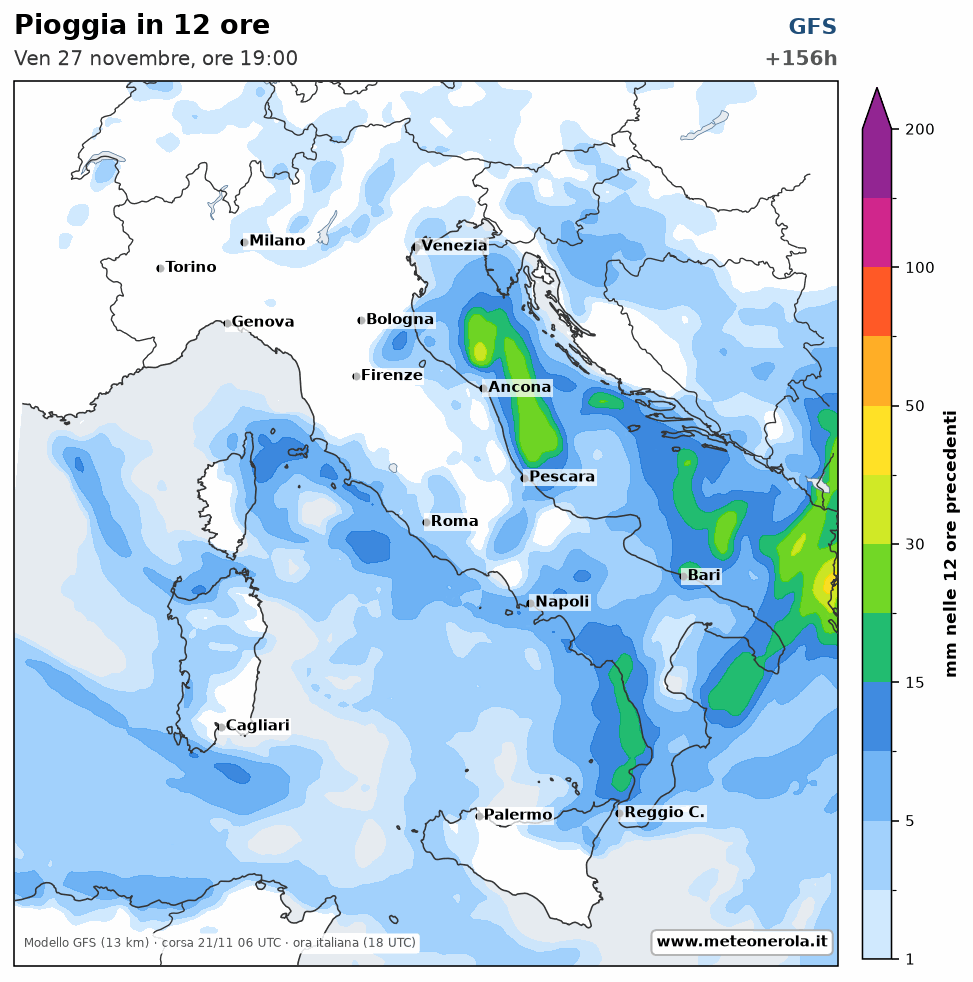 Pioggia in 12 ore
GFS
Ven 27 novembre, ore 19:00
+156h
200
100
50
30
15
5
1
mm nelle 12 ore precedenti
Milano
Venezia
Torino
Genova
Bologna
Firenze
Ancona
Pescara
Roma
Bari
Napoli
Cagliari
Palermo
Reggio C.
Modello GFS (13 km) · corsa 21/11 06 UTC · ora italiana (18 UTC)
www.meteonerola.it